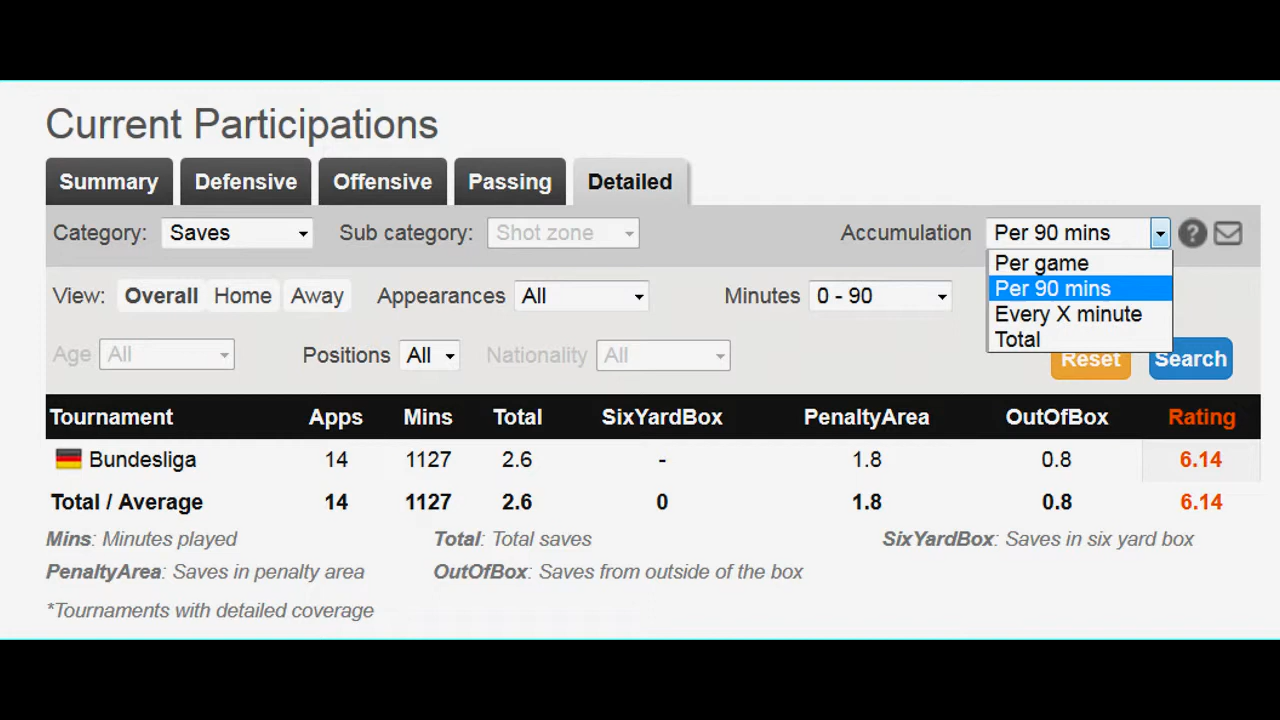 Current Participations
Summary Defensive Offensive Passing Detailed
Category: Saves Sub category: Shot zone Accumulation Per 90 mins ?
Per game
Per 90 mins
View: Overall Home Away Appearances All Minutes 0 - 90
Every X minute
Total
Age All Positions All Nationality All Reset Search
Tournament Apps Mins Total SixYardBox PenaltyArea OutOfBox Rating
Bundesliga 14 1127 2.6 - 1.8 0.8 6.14
Total / Average 14 1127 2.6 0 1.8 0.8 6.14
Mins: Minutes played Total: Total saves SixYardBox: Saves in six yard box
PenaltyArea: Saves in penalty area OutOfBox: Saves from outside of the box
*Tournaments with detailed coverage